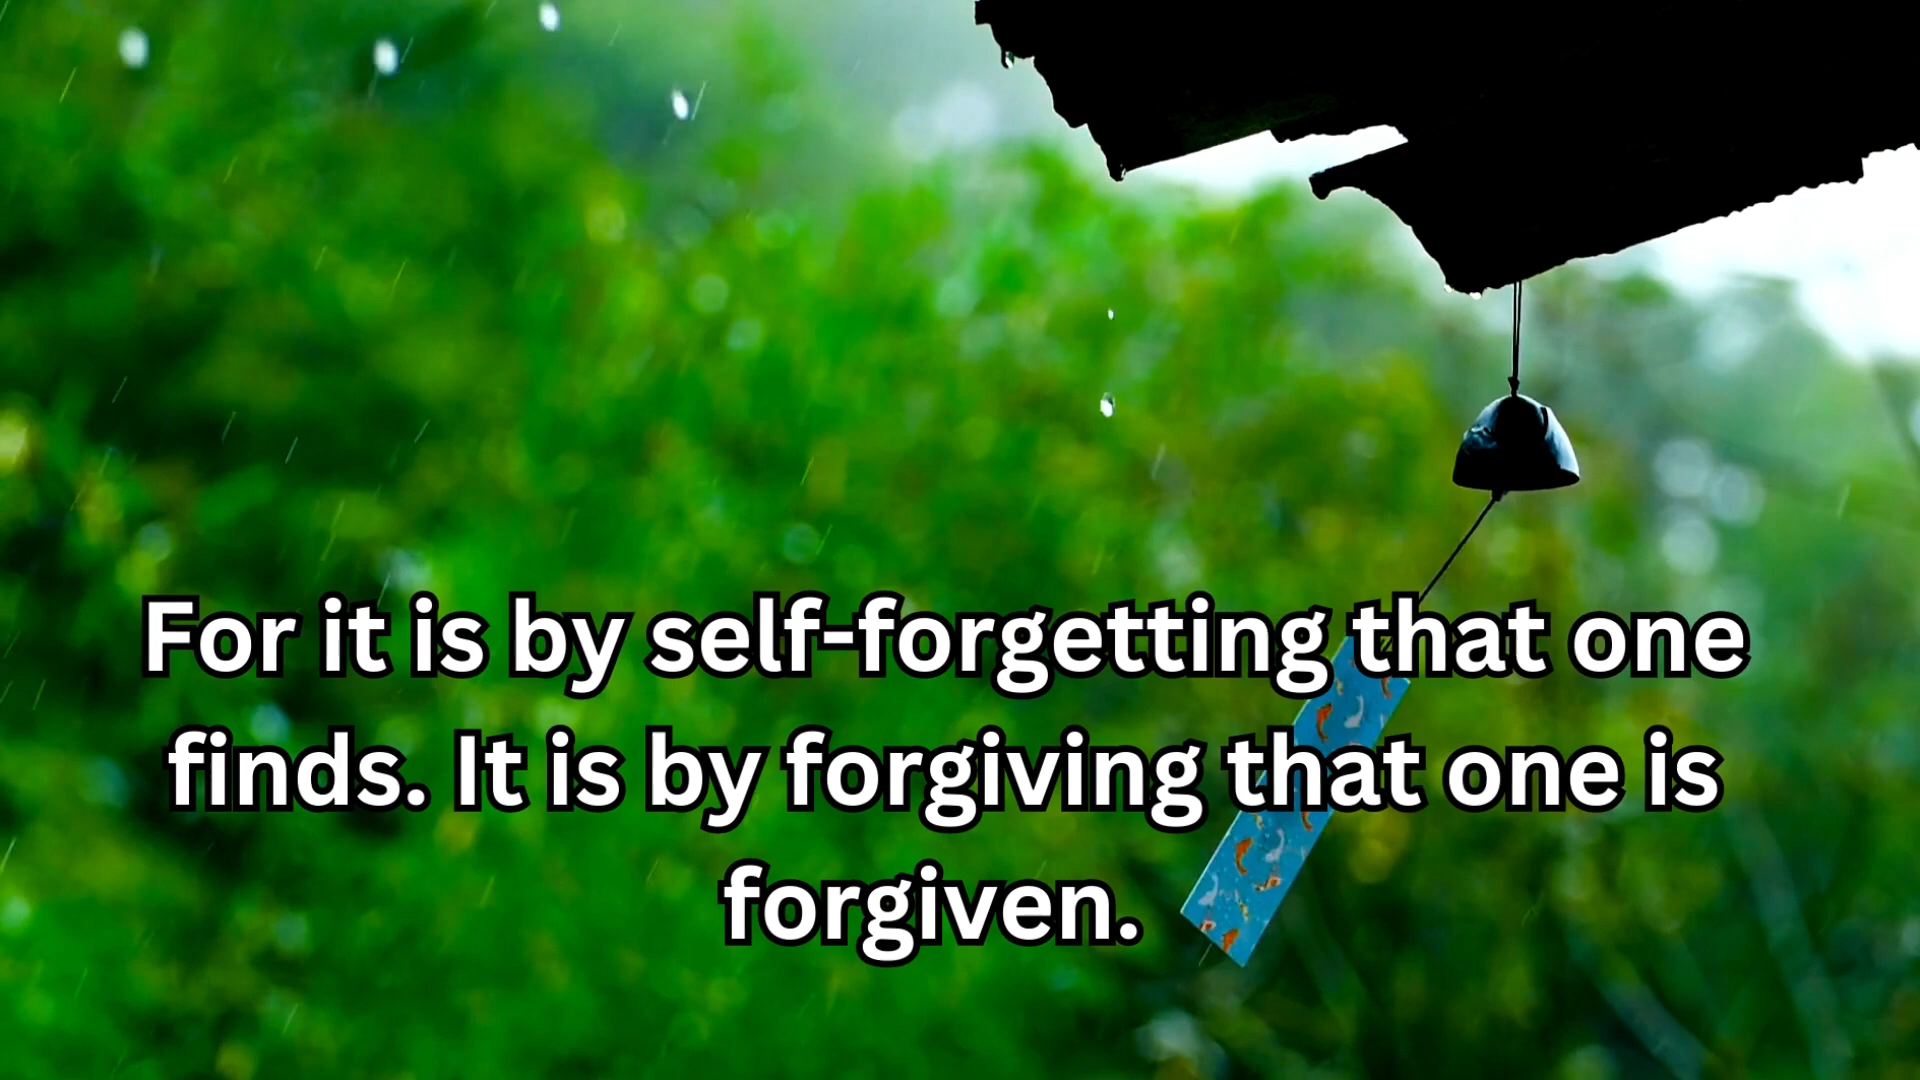 For it is by self-forgetting that one
finds. It is by forgiving that one is
forgiven.